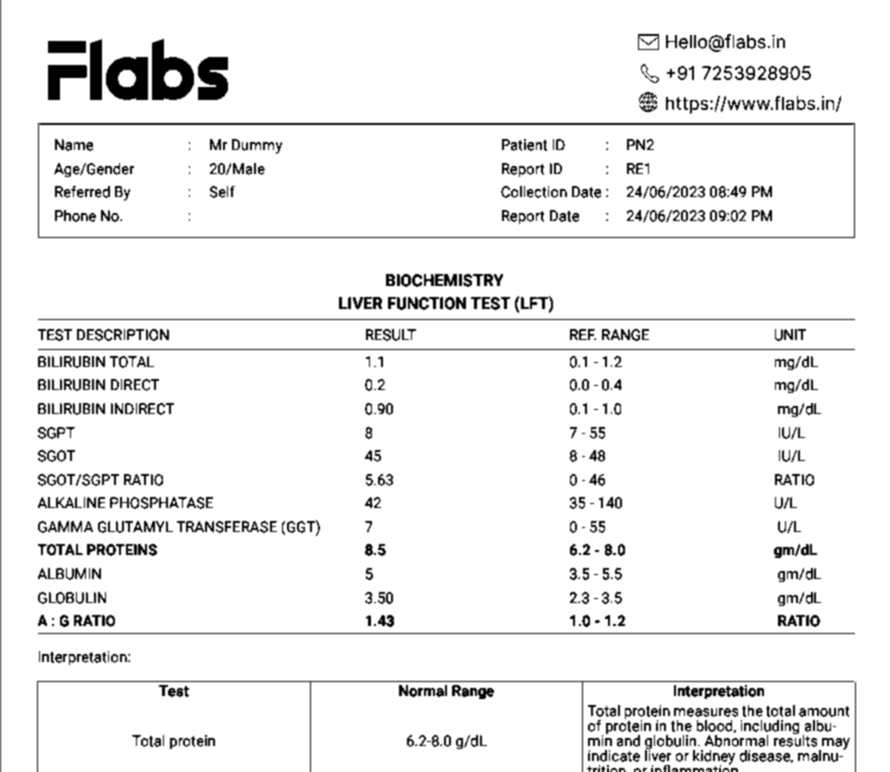 Flabs
Hello@flabs.in
+91 7253928905
https://www.flabs.in/
Name : Mr Dummy Patient ID : PN2
Age/Gender : 20/Male Report ID : RE1
Referred By : Self Collection Date : 24/06/2023 08:49 PM
Phone No. : Report Date : 24/06/2023 09:02 PM
BIOCHEMISTRY
LIVER FUNCTION TEST (LFT)
TEST DESCRIPTION RESULT REF. RANGE UNIT
BILIRUBIN TOTAL 1.1 0.1 - 1.2 mg/dL
BILIRUBIN DIRECT 0.2 0.0 - 0.4 mg/dL
BILIRUBIN INDIRECT 0.90 0.1 - 1.0 mg/dL
SGPT 8 7 - 55 IU/L
SGOT 45 8 - 48 IU/L
SGOT/SGPT RATIO 5.63 0 - 46 RATIO
ALKALINE PHOSPHATASE 42 35 - 140 U/L
GAMMA GLUTAMYL TRANSFERASE (GGT) 7 0 - 55 U/L
TOTAL PROTEINS 8.5 6.2 - 8.0 gm/dL
ALBUMIN 5 3.5 - 5.5 gm/dL
GLOBULIN 3.50 2.3 - 3.5 gm/dL
A : G RATIO 1.43 1.0 - 1.2 RATIO
Interpretation:
Test Normal Range Interpretation
Total protein 6.2-8.0 g/dL
Total protein measures the total amount
of protein in the blood, including albu-
min and globulin. Abnormal results may
indicate liver or kidney disease, malnu-
trition, or inflammation.